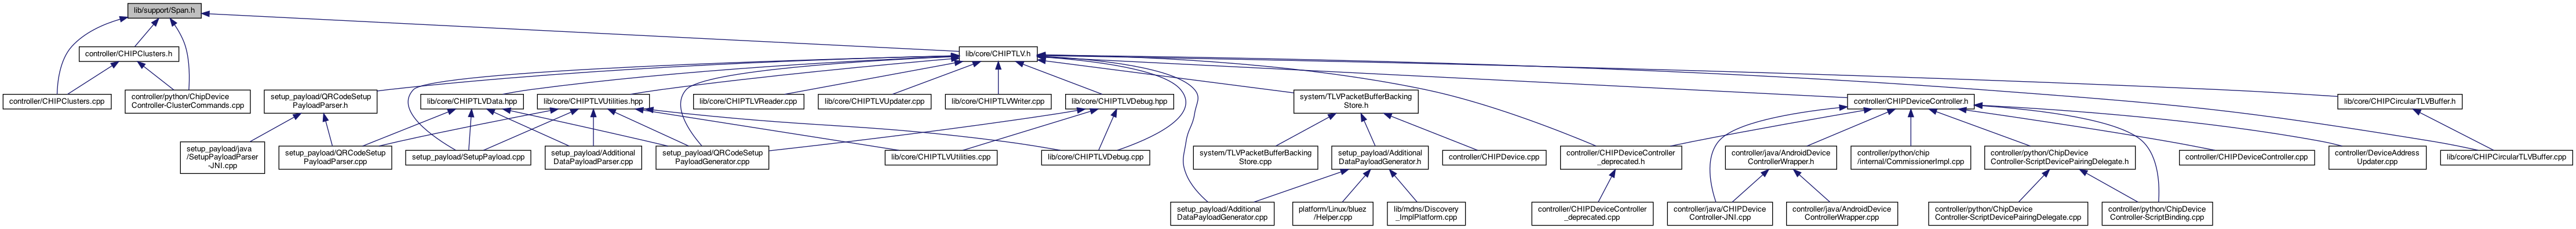 lib/support/Span.h
controller/CHIPClusters.h
lib/core/CHIPTLV.h
controller/CHIPClusters.cpp
controller/python/ChipDevice
Controller-ClusterCommands.cpp
setup_payload/QRCodeSetup
PayloadParser.h
lib/core/CHIPTLVData.hpp
lib/core/CHIPTLVUtilities.hpp
lib/core/CHIPTLVReader.cpp
lib/core/CHIPTLVUpdater.cpp
lib/core/CHIPTLVWriter.cpp
lib/core/CHIPTLVDebug.hpp
system/TLVPacketBufferBacking
Store.h
controller/CHIPDeviceController.h
lib/core/CHIPCircularTLVBuffer.h
setup_payload/java
/SetupPayloadParser
-JNI.cpp
setup_payload/QRCodeSetup
PayloadParser.cpp
setup_payload/SetupPayload.cpp
setup_payload/Additional
DataPayloadParser.cpp
setup_payload/QRCodeSetup
PayloadGenerator.cpp
lib/core/CHIPTLVUtilities.cpp
lib/core/CHIPTLVDebug.cpp
system/TLVPacketBufferBacking
Store.cpp
setup_payload/Additional
DataPayloadGenerator.h
controller/CHIPDevice.cpp
controller/CHIPDeviceController
_deprecated.h
controller/java/AndroidDevice
ControllerWrapper.h
controller/python/chip
/internal/CommissionerImpl.cpp
controller/python/ChipDevice
Controller-ScriptDevicePairingDelegate.h
controller/CHIPDeviceController.cpp
controller/DeviceAddress
Updater.cpp
lib/core/CHIPCircularTLVBuffer.cpp
setup_payload/Additional
DataPayloadGenerator.cpp
platform/Linux/bluez
/Helper.cpp
lib/mdns/Discovery
_ImplPlatform.cpp
controller/CHIPDeviceController
_deprecated.cpp
controller/java/CHIPDevice
Controller-JNI.cpp
controller/java/AndroidDevice
ControllerWrapper.cpp
controller/python/ChipDevice
Controller-ScriptDevicePairingDelegate.cpp
controller/python/ChipDevice
Controller-ScriptBinding.cpp